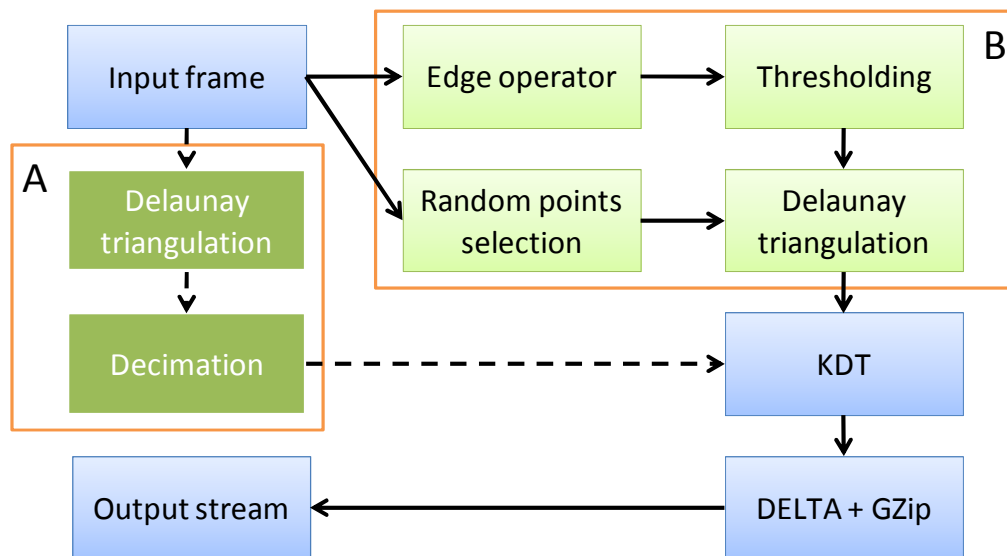 B
Input frame
Edge operator
Thresholding
A
Delaunay
triangulation
Random points
selection
Delaunay
triangulation
Decimation
KDT
Output stream
DELTA + GZip